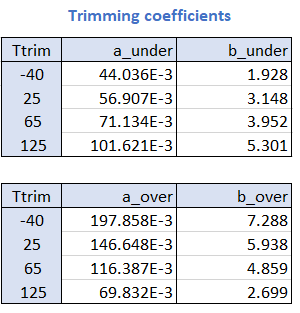 Trimming coefficients
Ttrim a_under b_under
-40 44.036E-3 1.928
25 56.907E-3 3.148
65 71.134E-3 3.952
125 101.621E-3 5.301
Ttrim a_over b_over
-40 197.858E-3 7.288
25 146.648E-3 5.938
65 116.387E-3 4.859
125 69.832E-3 2.699